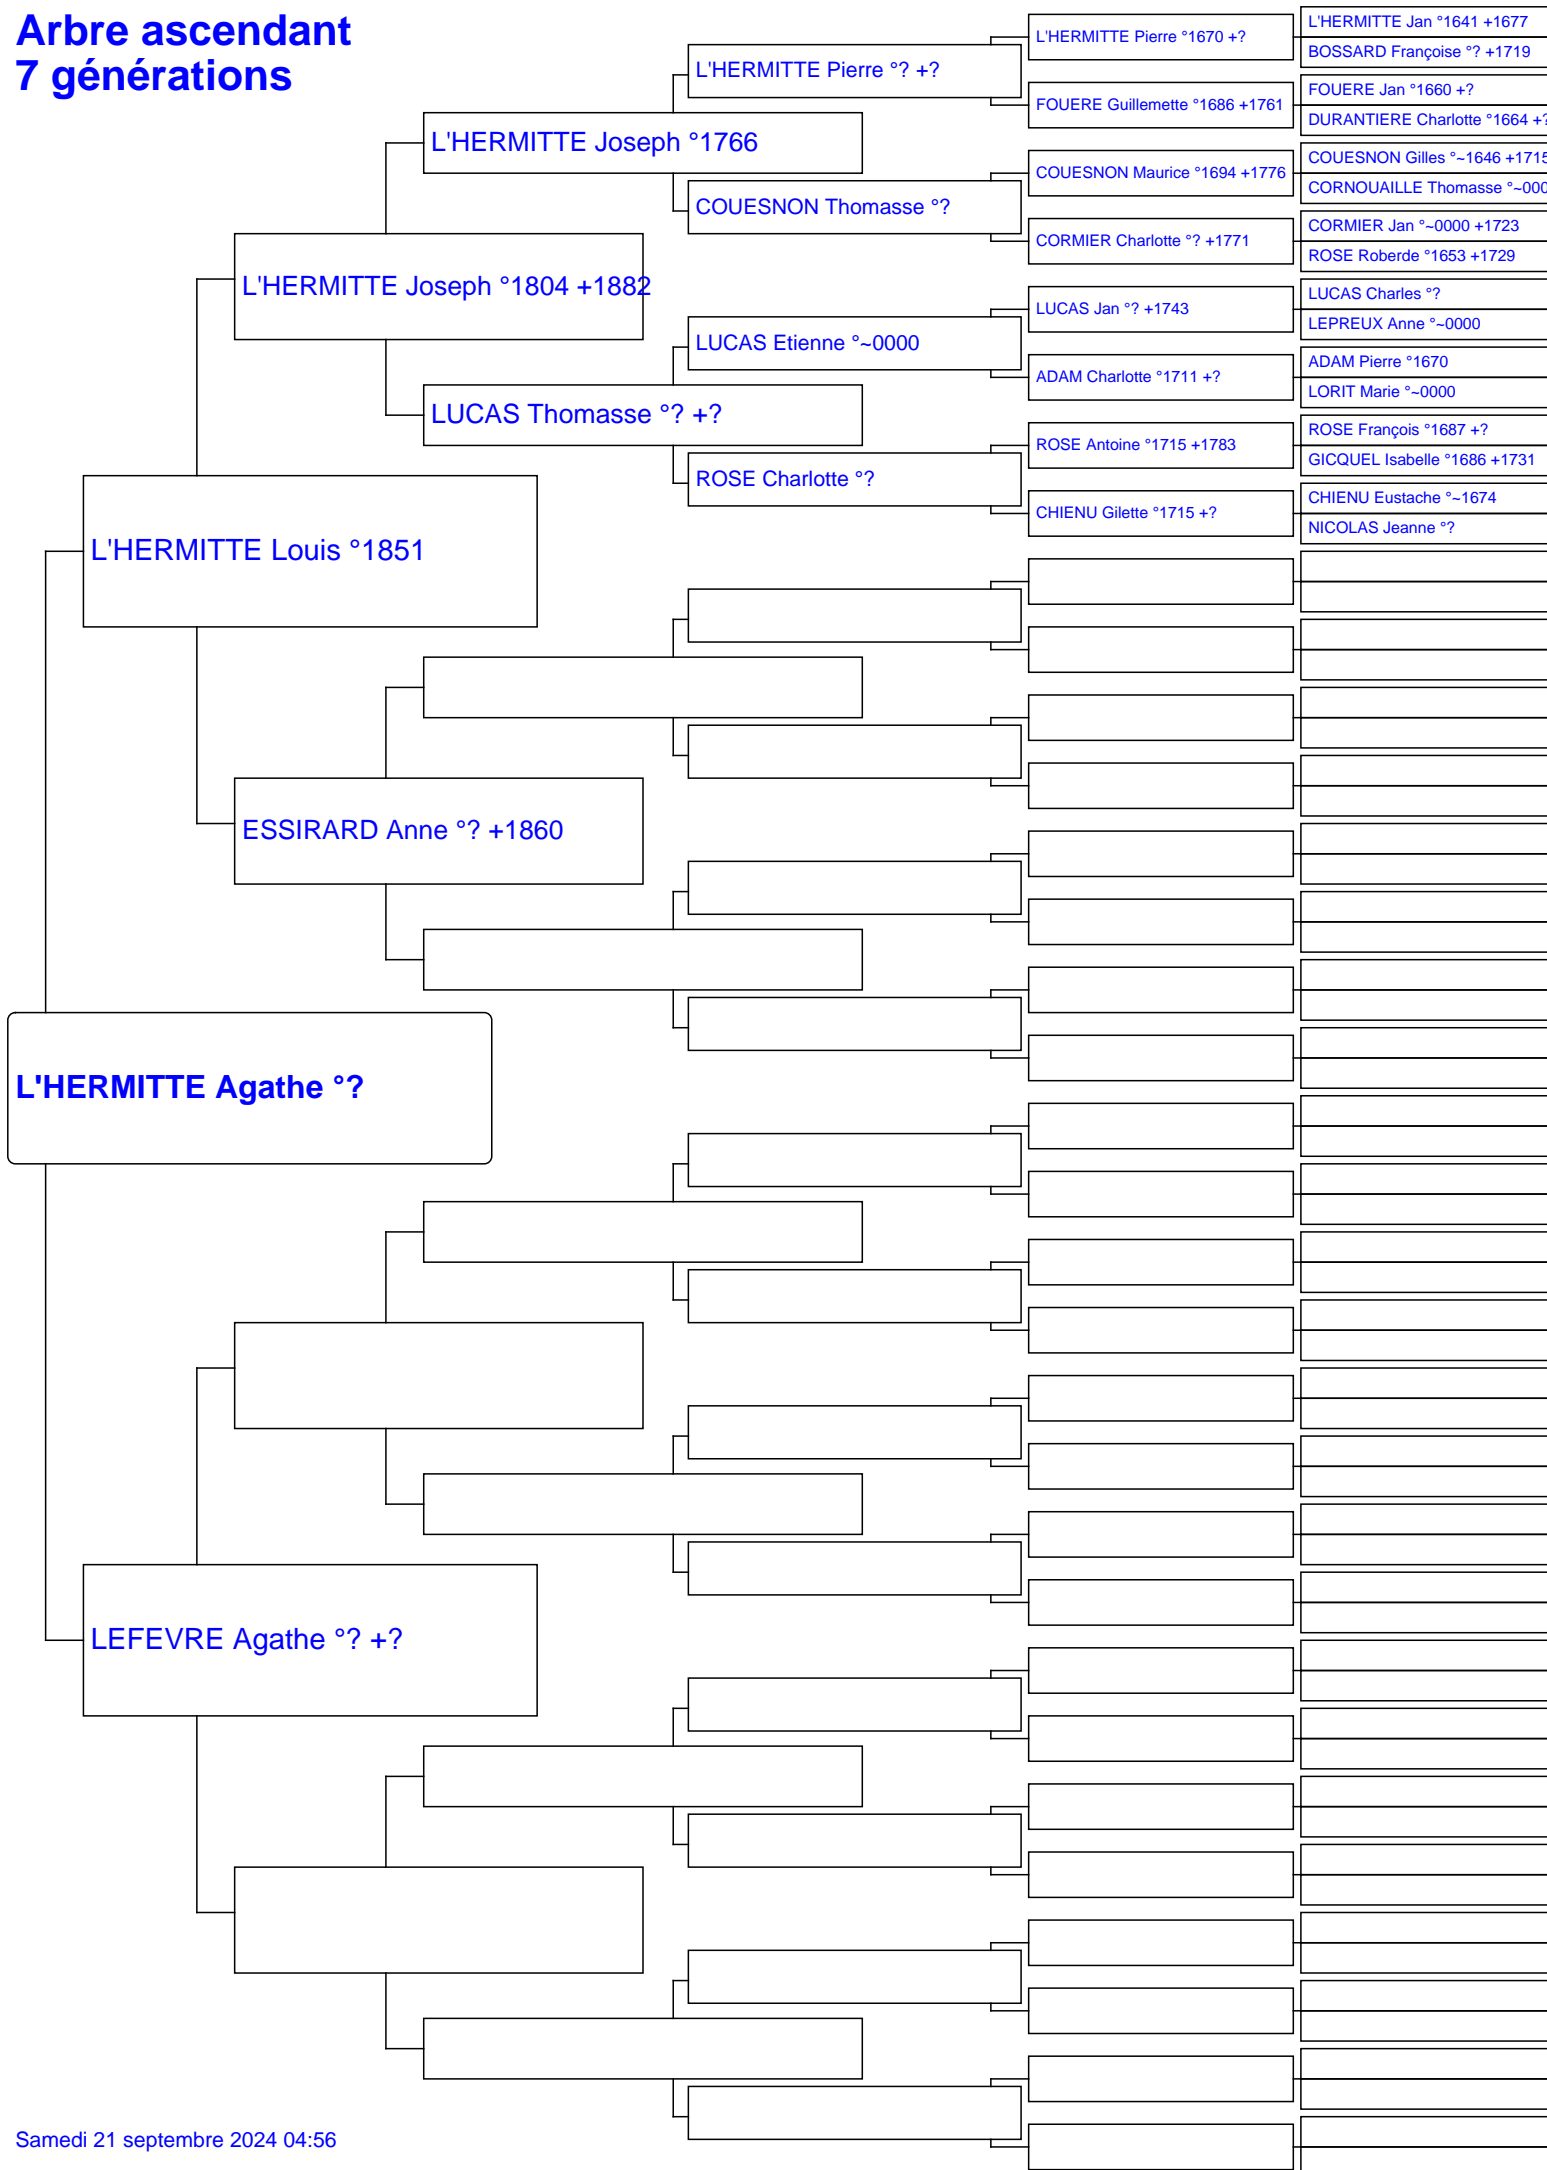 Arbre ascendant
7 générations
L'HERMITTE Jan °1641 +1677
L'HERMITTE Pierre °1670 +?
BOSSARD Françoise °? +1719
L'HERMITTE Pierre °? +?
FOUERE Jan °1660 +?
FOUERE Guillemette °1686 +1761
DURANTIERE Charlotte °1664 +?
L'HERMITTE Joseph °1766
COUESNON Gilles °~1646 +1715
COUESNON Maurice °1694 +1776
CORNOUAILLE Thomasse °~000
COUESNON Thomasse °?
CORMIER Jan °~0000 +1723
CORMIER Charlotte °? +1771
ROSE Roberde °1653 +1729
L'HERMITTE Joseph °1804 +1882
LUCAS Charles °?
LUCAS Jan °? +1743
LEPREUX Anne °~0000
LUCAS Etienne °~0000
ADAM Pierre °1670
ADAM Charlotte °1711 +?
LORIT Marie °~0000
LUCAS Thomasse °? +?
ROSE François °1687 +?
ROSE Antoine °1715 +1783
GICQUEL Isabelle °1686 +1731
ROSE Charlotte °?
CHIENU Eustache °~1674
CHIENU Gilette °1715 +?
NICOLAS Jeanne °?
L'HERMITTE Louis °1851
ESSIRARD Anne °? +1860
L'HERMITTE Agathe °?
LEFEVRE Agathe °? +?
Samedi 21 septembre 2024 04:56